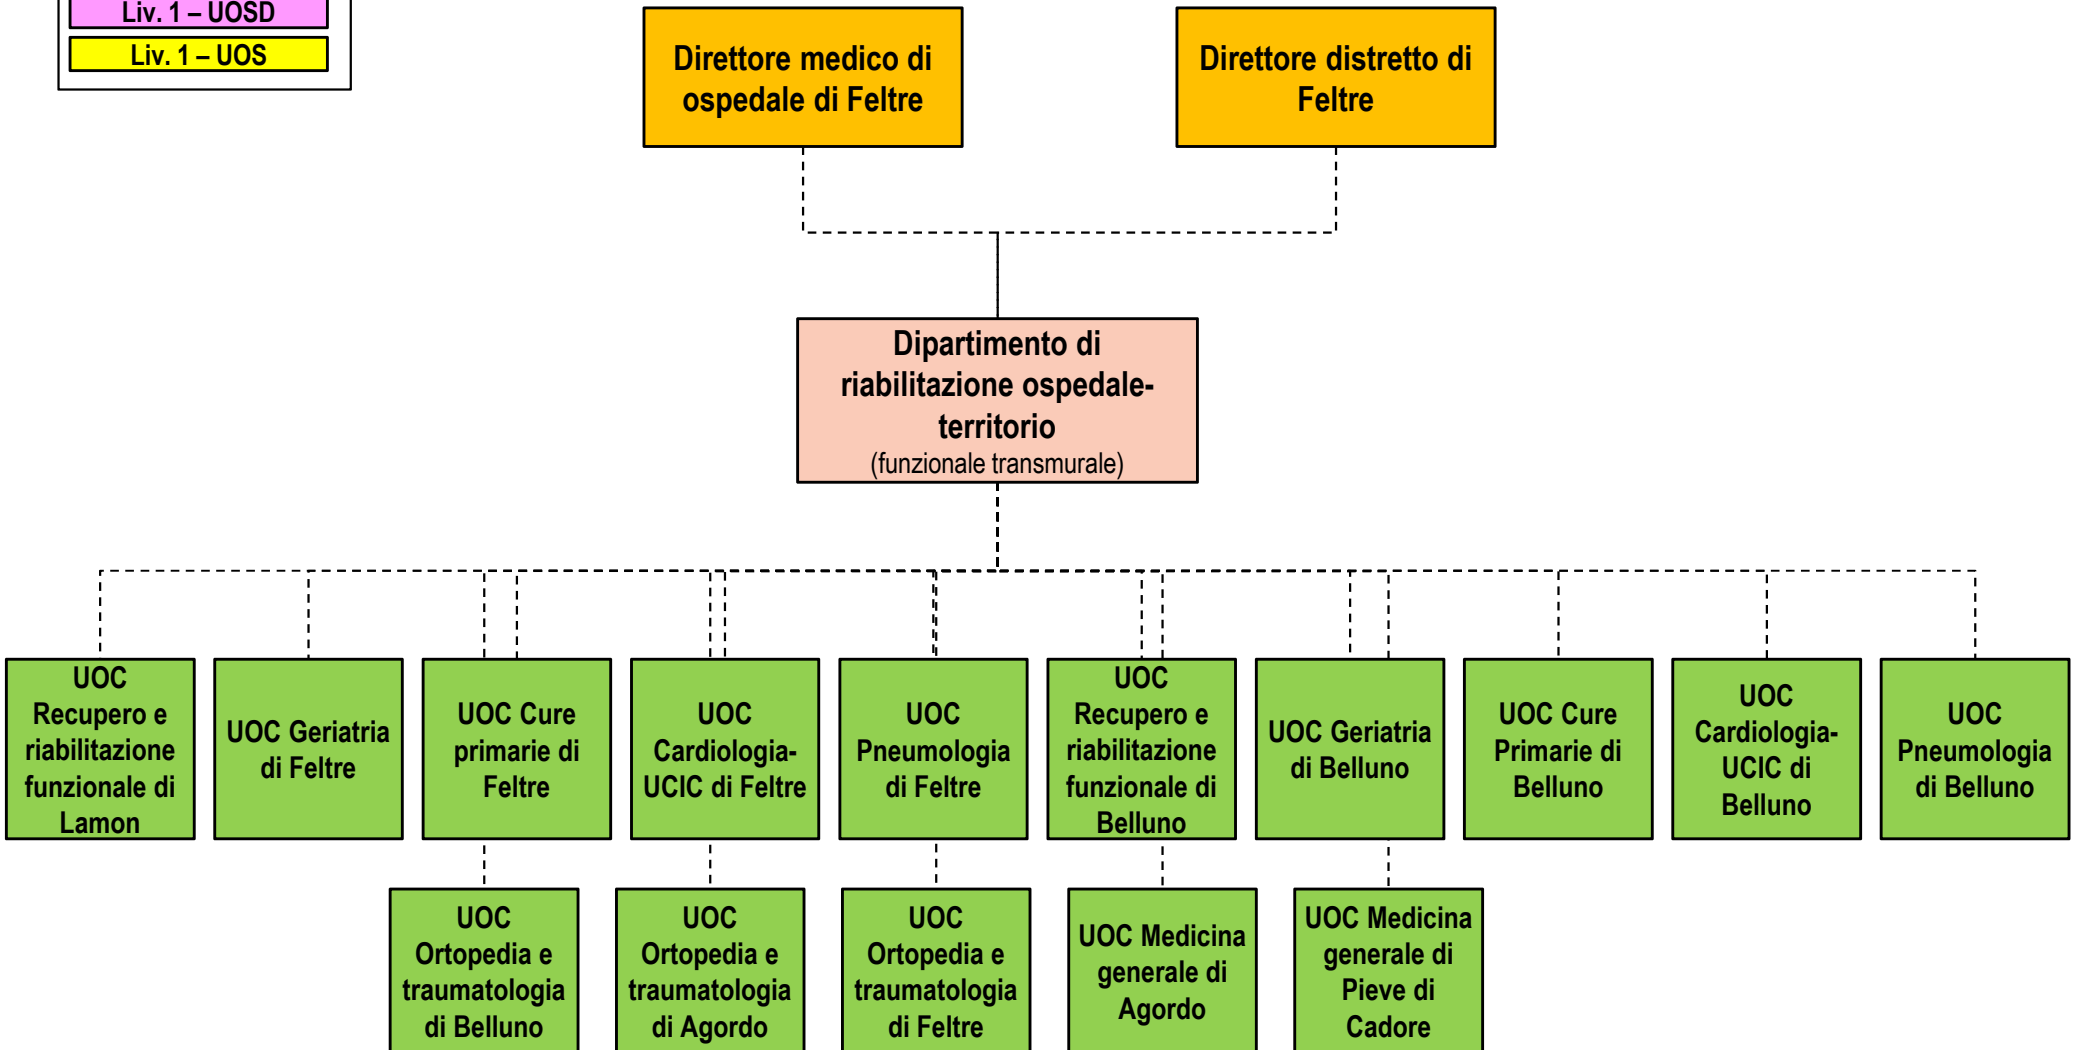 Liv. 1 – UOSD
Liv. 1 – UOS
Direttore medico di
ospedale di Feltre
Direttore distretto di
Feltre
Dipartimento di
riabilitazione ospedale-
territorio
(funzionale transmurale)
UOC
Recupero e
riabilitazione
funzionale di
Lamon
UOC Geriatria
di Feltre
UOC Cure
primarie di
Feltre
UOC
Cardiologia-
UCIC di Feltre
UOC
Pneumologia
di Feltre
UOC
Recupero e
riabilitazione
funzionale di
Belluno
UOC Geriatria
di Belluno
UOC Cure
Primarie di
Belluno
UOC
Cardiologia-
UCIC di
Belluno
UOC
Pneumologia
di Belluno
UOC
Ortopedia e
traumatologia
di Belluno
UOC
Ortopedia e
traumatologia
di Agordo
UOC
Ortopedia e
traumatologia
di Feltre
UOC Medicina
generale di
Agordo
UOC Medicina
generale di
Pieve di
Cadore